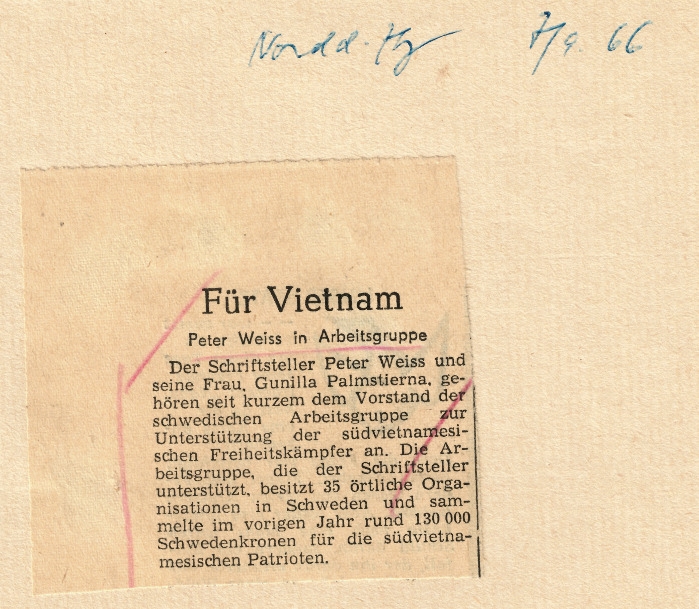 Nordd. Ztg 7/9. 66
Für Vietnam
Peter Weiss in Arbeitsgruppe
Der Schriftsteller Peter Weiss und
seine Frau, Gunilla Palmstierna, ge-
hören seit kurzem dem Vorstand der
schwedischen Arbeitsgruppe zur
Unterstützung der südvietnamesi-
schen Freiheitskämpfer an. Die Ar-
beitsgruppe, die der Schriftsteller
unterstützt, besitzt 35 örtliche Orga-
nisationen in Schweden und sam-
melte im vorigen Jahr rund 130 000
Schwedenkronen für die südvietna-
mesischen Patrioten.